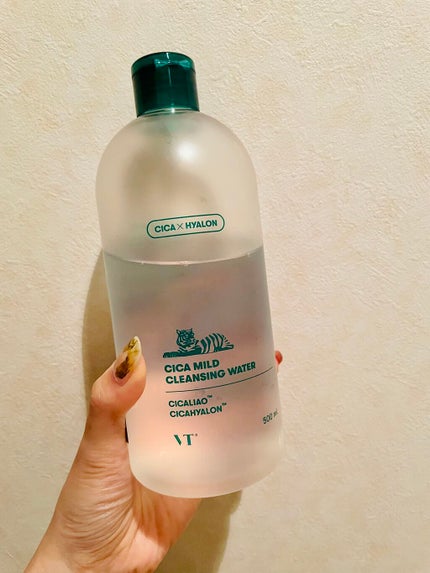 CICA×HYALON
CICA MILD
CLEANSING WATER
CICALIAO™
CICAHYALON™
500 mL
VT®